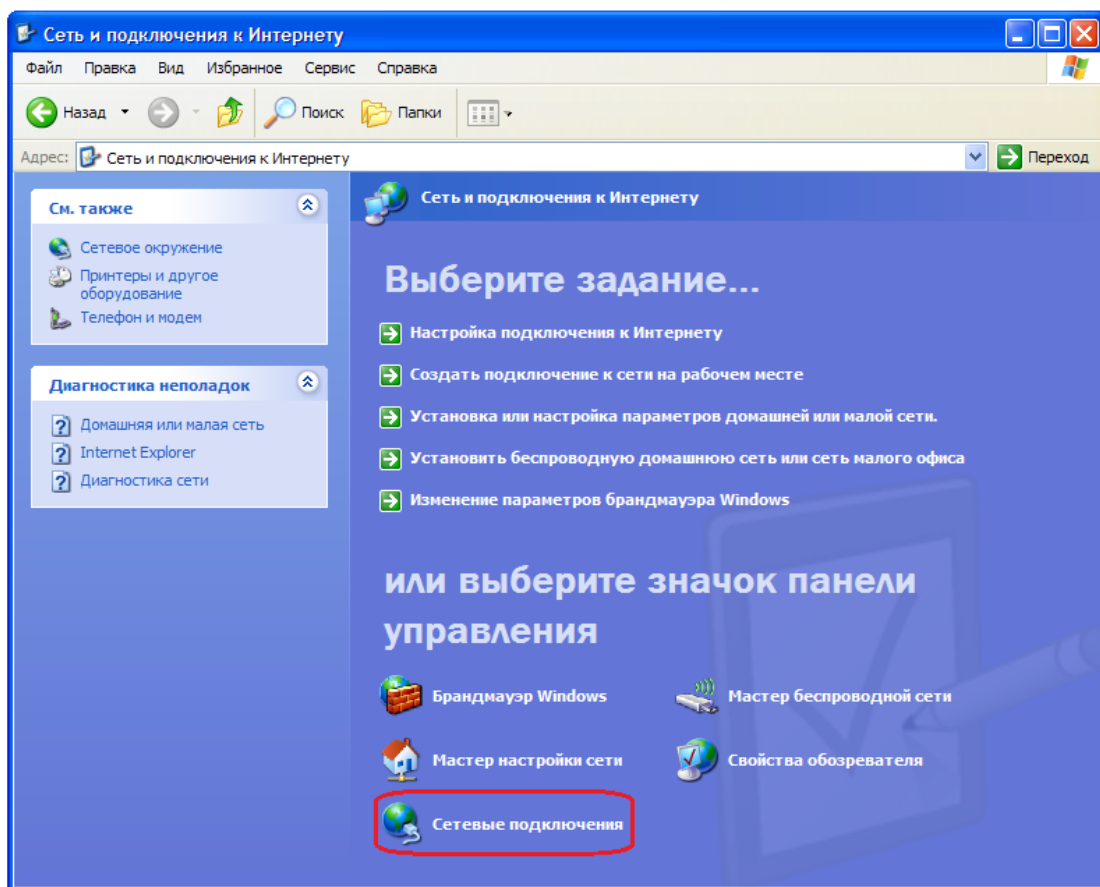 Сеть и подключения к Интернету
Файл Правка Вид Избранное Сервис Справка
Назад Поиск Папки
Адрес: Сеть и подключения к Интернету Переход
См. также
Сетевое окружение
Принтеры и другое
оборудование
Телефон и модем
Диагностика неполадок
Домашняя или малая сеть
Internet Explorer
Диагностика сети
Сеть и подключения к Интернету
Выберите задание...
Настройка подключения к Интернету
Создать подключение к сети на рабочем месте
Установка или настройка параметров домашней или малой сети.
Установить беспроводную домашнюю сеть или сеть малого офиса
Изменение параметров брандмауэра Windows
или выберите значок панели
управления
Брандмауэр Windows Мастер беспроводной сети
Мастер настройки сети Свойства обозревателя
Сетевые подключения